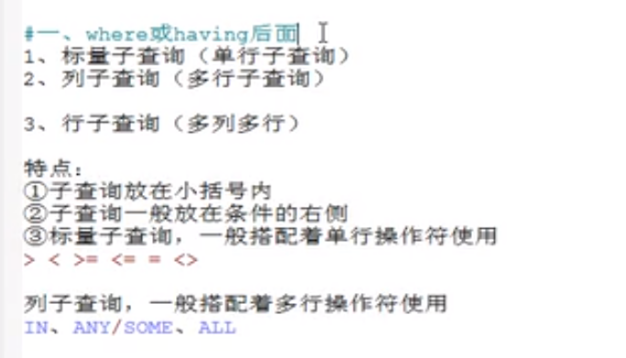 #一、where或having后面
1、标量子查询（单行子查询）
2、列子查询（多行子查询）
3、行子查询（多列多行）
特点：
①子查询放在小括号内
②子查询一般放在条件的右侧
③标量子查询，一般搭配着单行操作符使用
> < >= <= = <>
列子查询，一般搭配着多行操作符使用
IN、ANY/SOME、ALL